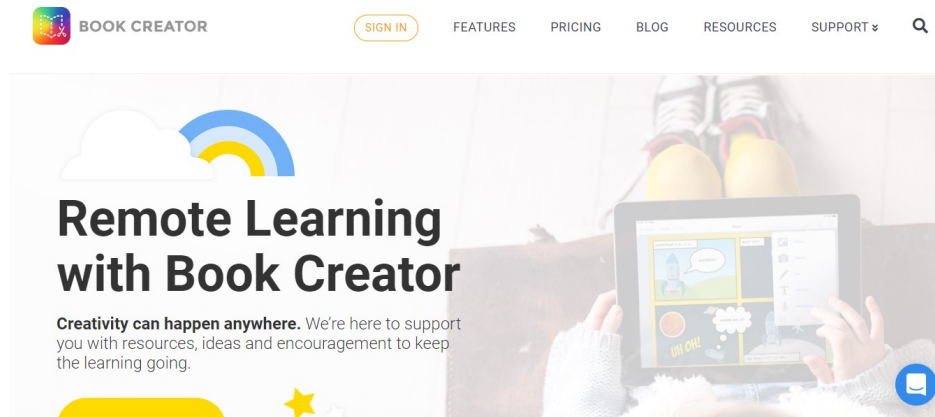 BOOK CREATOR
SIGN IN
FEATURES
PRICING
BLOG
RESOURCES
SUPPORT
Remote Learning
with Book Creator
Creativity can happen anywhere. We're here to support
you with resources, ideas and encouragement to keep
the learning going.
UH OH!